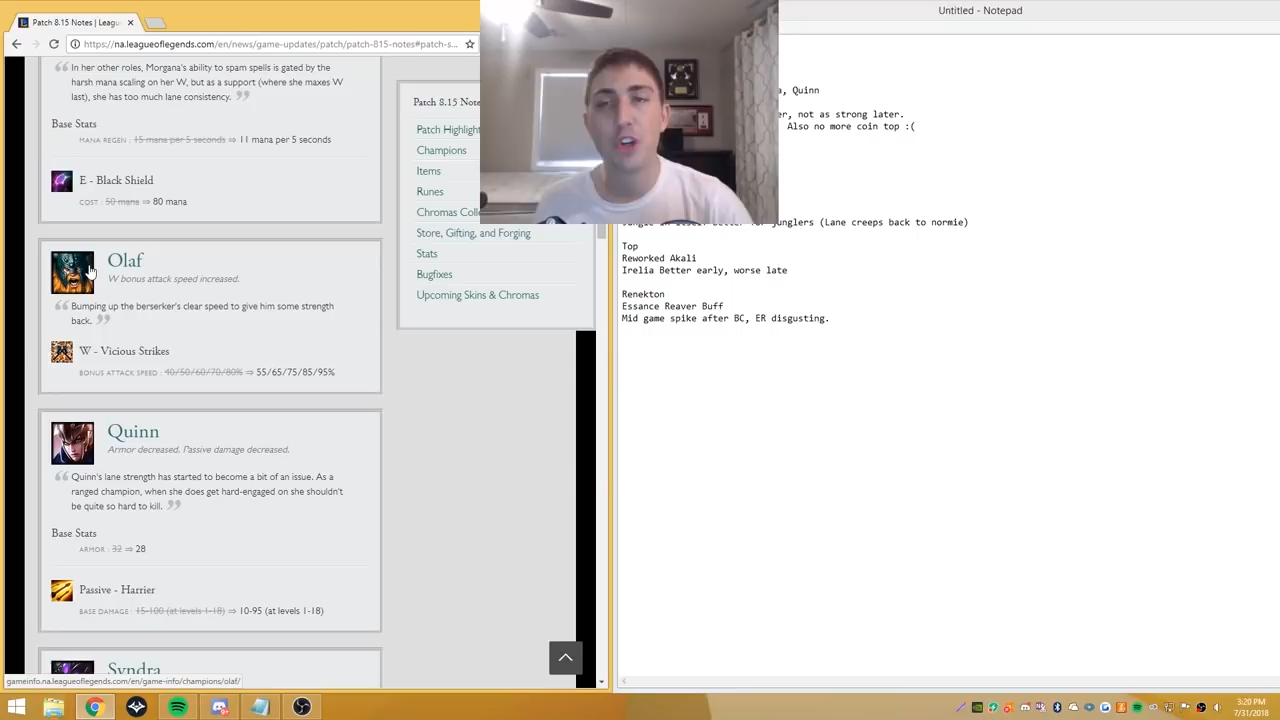 Patch 8.15 Notes | Leagu
Untitled - Notepad
https://na.leagueoflegends.com/en/news/game-updates/patch/patch-815-notes#patch-s...
In her other roles, Morgana's ability to spam spells is gated by the
harsh mana scaling on her W, but as a support (where she maxes W
last), she has too much lane consistency.
Base Stats
MANA REGEN : 15 mana per 5 seconds ⇒ 11 mana per 5 seconds
E - Black Shield
COST : 50 mana ⇒ 80 mana
Olaf
W bonus attack speed increased.
Bumping up the berserker's clear speed to give him some strength
back.
W - Vicious Strikes
BONUS ATTACK SPEED : 40/50/60/70/80% ⇒ 55/65/75/85/95%
Quinn
Armor decreased. Passive damage decreased.
Quinn's lane strength has started to become a bit of an issue. As a
ranged champion, when she does get hard-engaged on she shouldn't
be quite so hard to kill.
Base Stats
ARMOR : 32 ⇒ 28
Passive - Harrier
BASE DAMAGE : 15-100 (at levels 1-18) ⇒ 10-95 (at levels 1-18)
Syndra
gameinfo.na.leagueoflegends.com/en/game-info/champions/olaf/
Patch 8.15 Note
Patch Highlight
Champions
Items
Runes
Chromas Coll
Store, Gifting, and Forging
Stats
Bugfixes
Upcoming Skins & Chromas
a, Quinn
er, not as strong later.
Also no more coin top :(
Jungle in itself better for junglers (Lane creeps back to normie)
Top
Reworked Akali
Irelia Better early, worse late
Renekton
Essance Reaver Buff
Mid game spike after BC, ER disgusting.
3:20 PM
7/31/2018